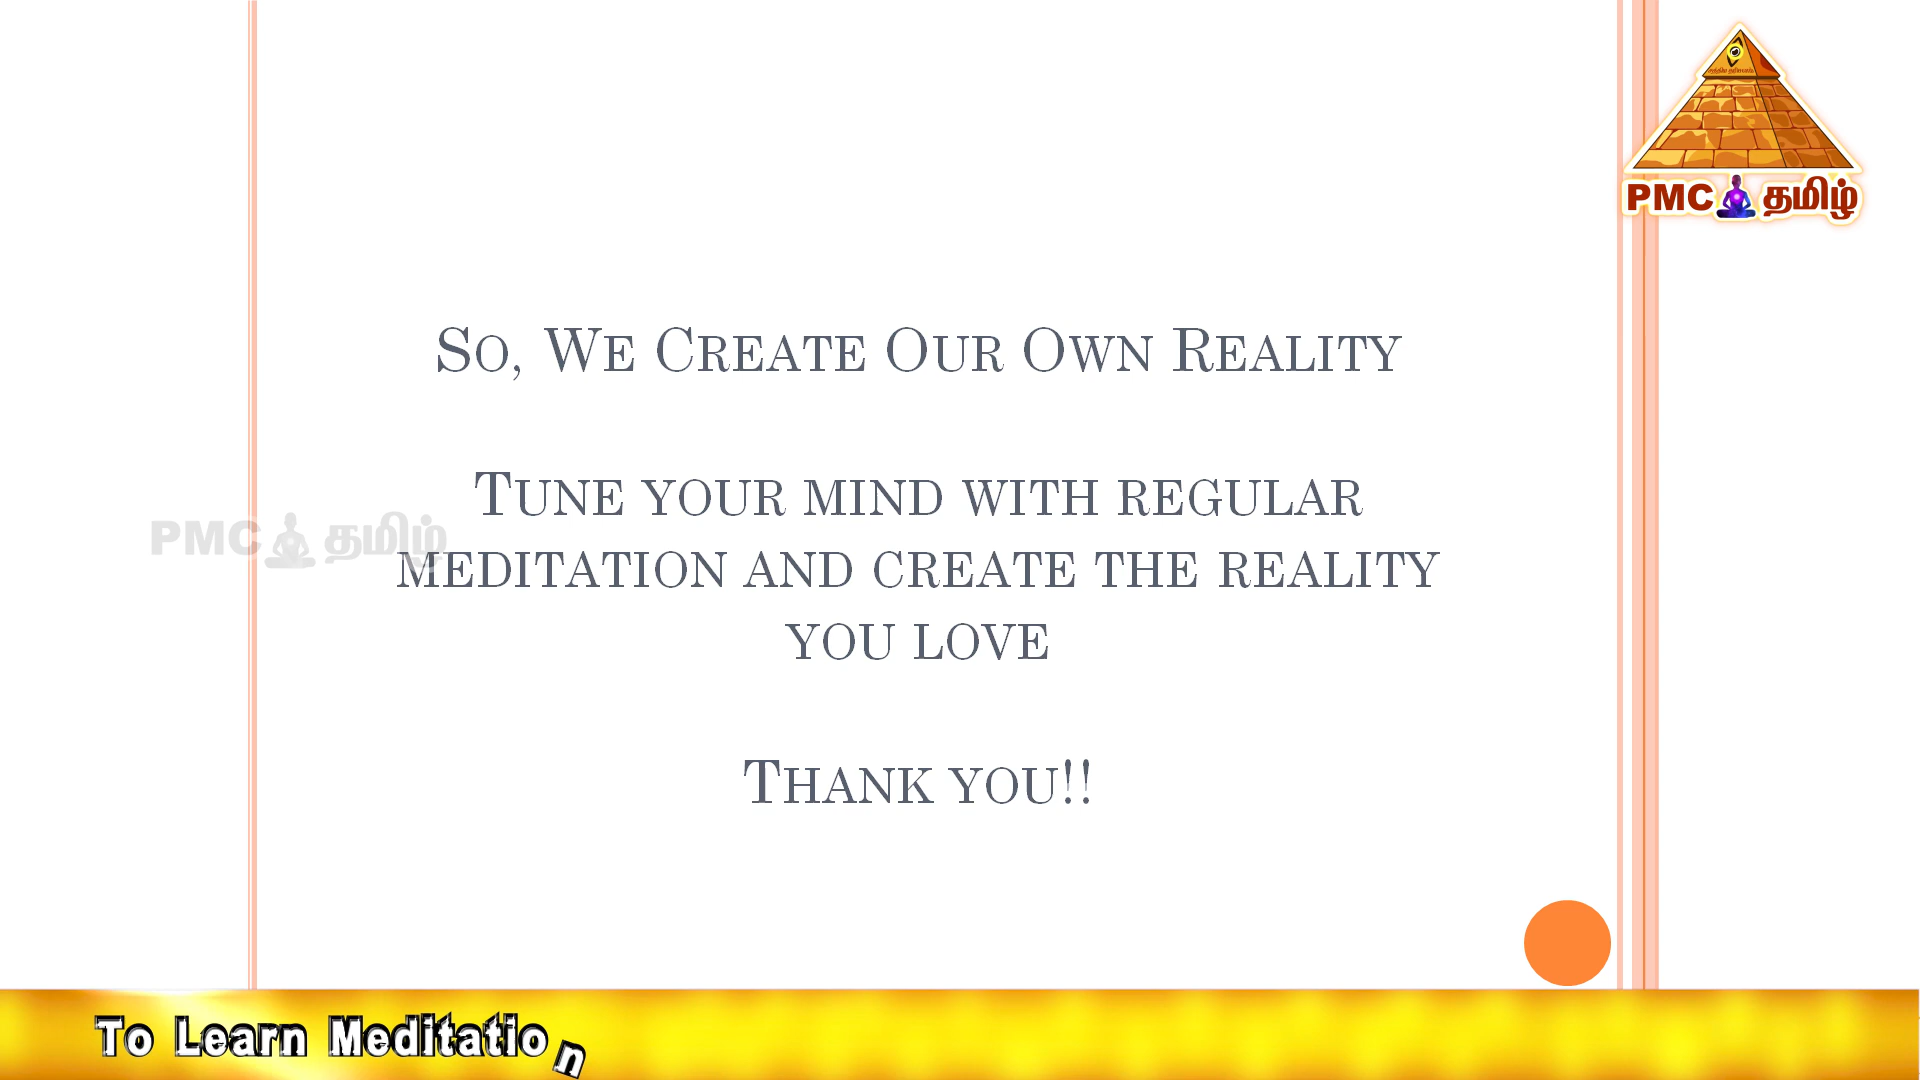 PMC தமிழ்
So, We Create Our Own Reality
Tune your mind with regular
PMC தமிழ்
meditation and create the reality
you love
Thank you!!
To Learn Meditation